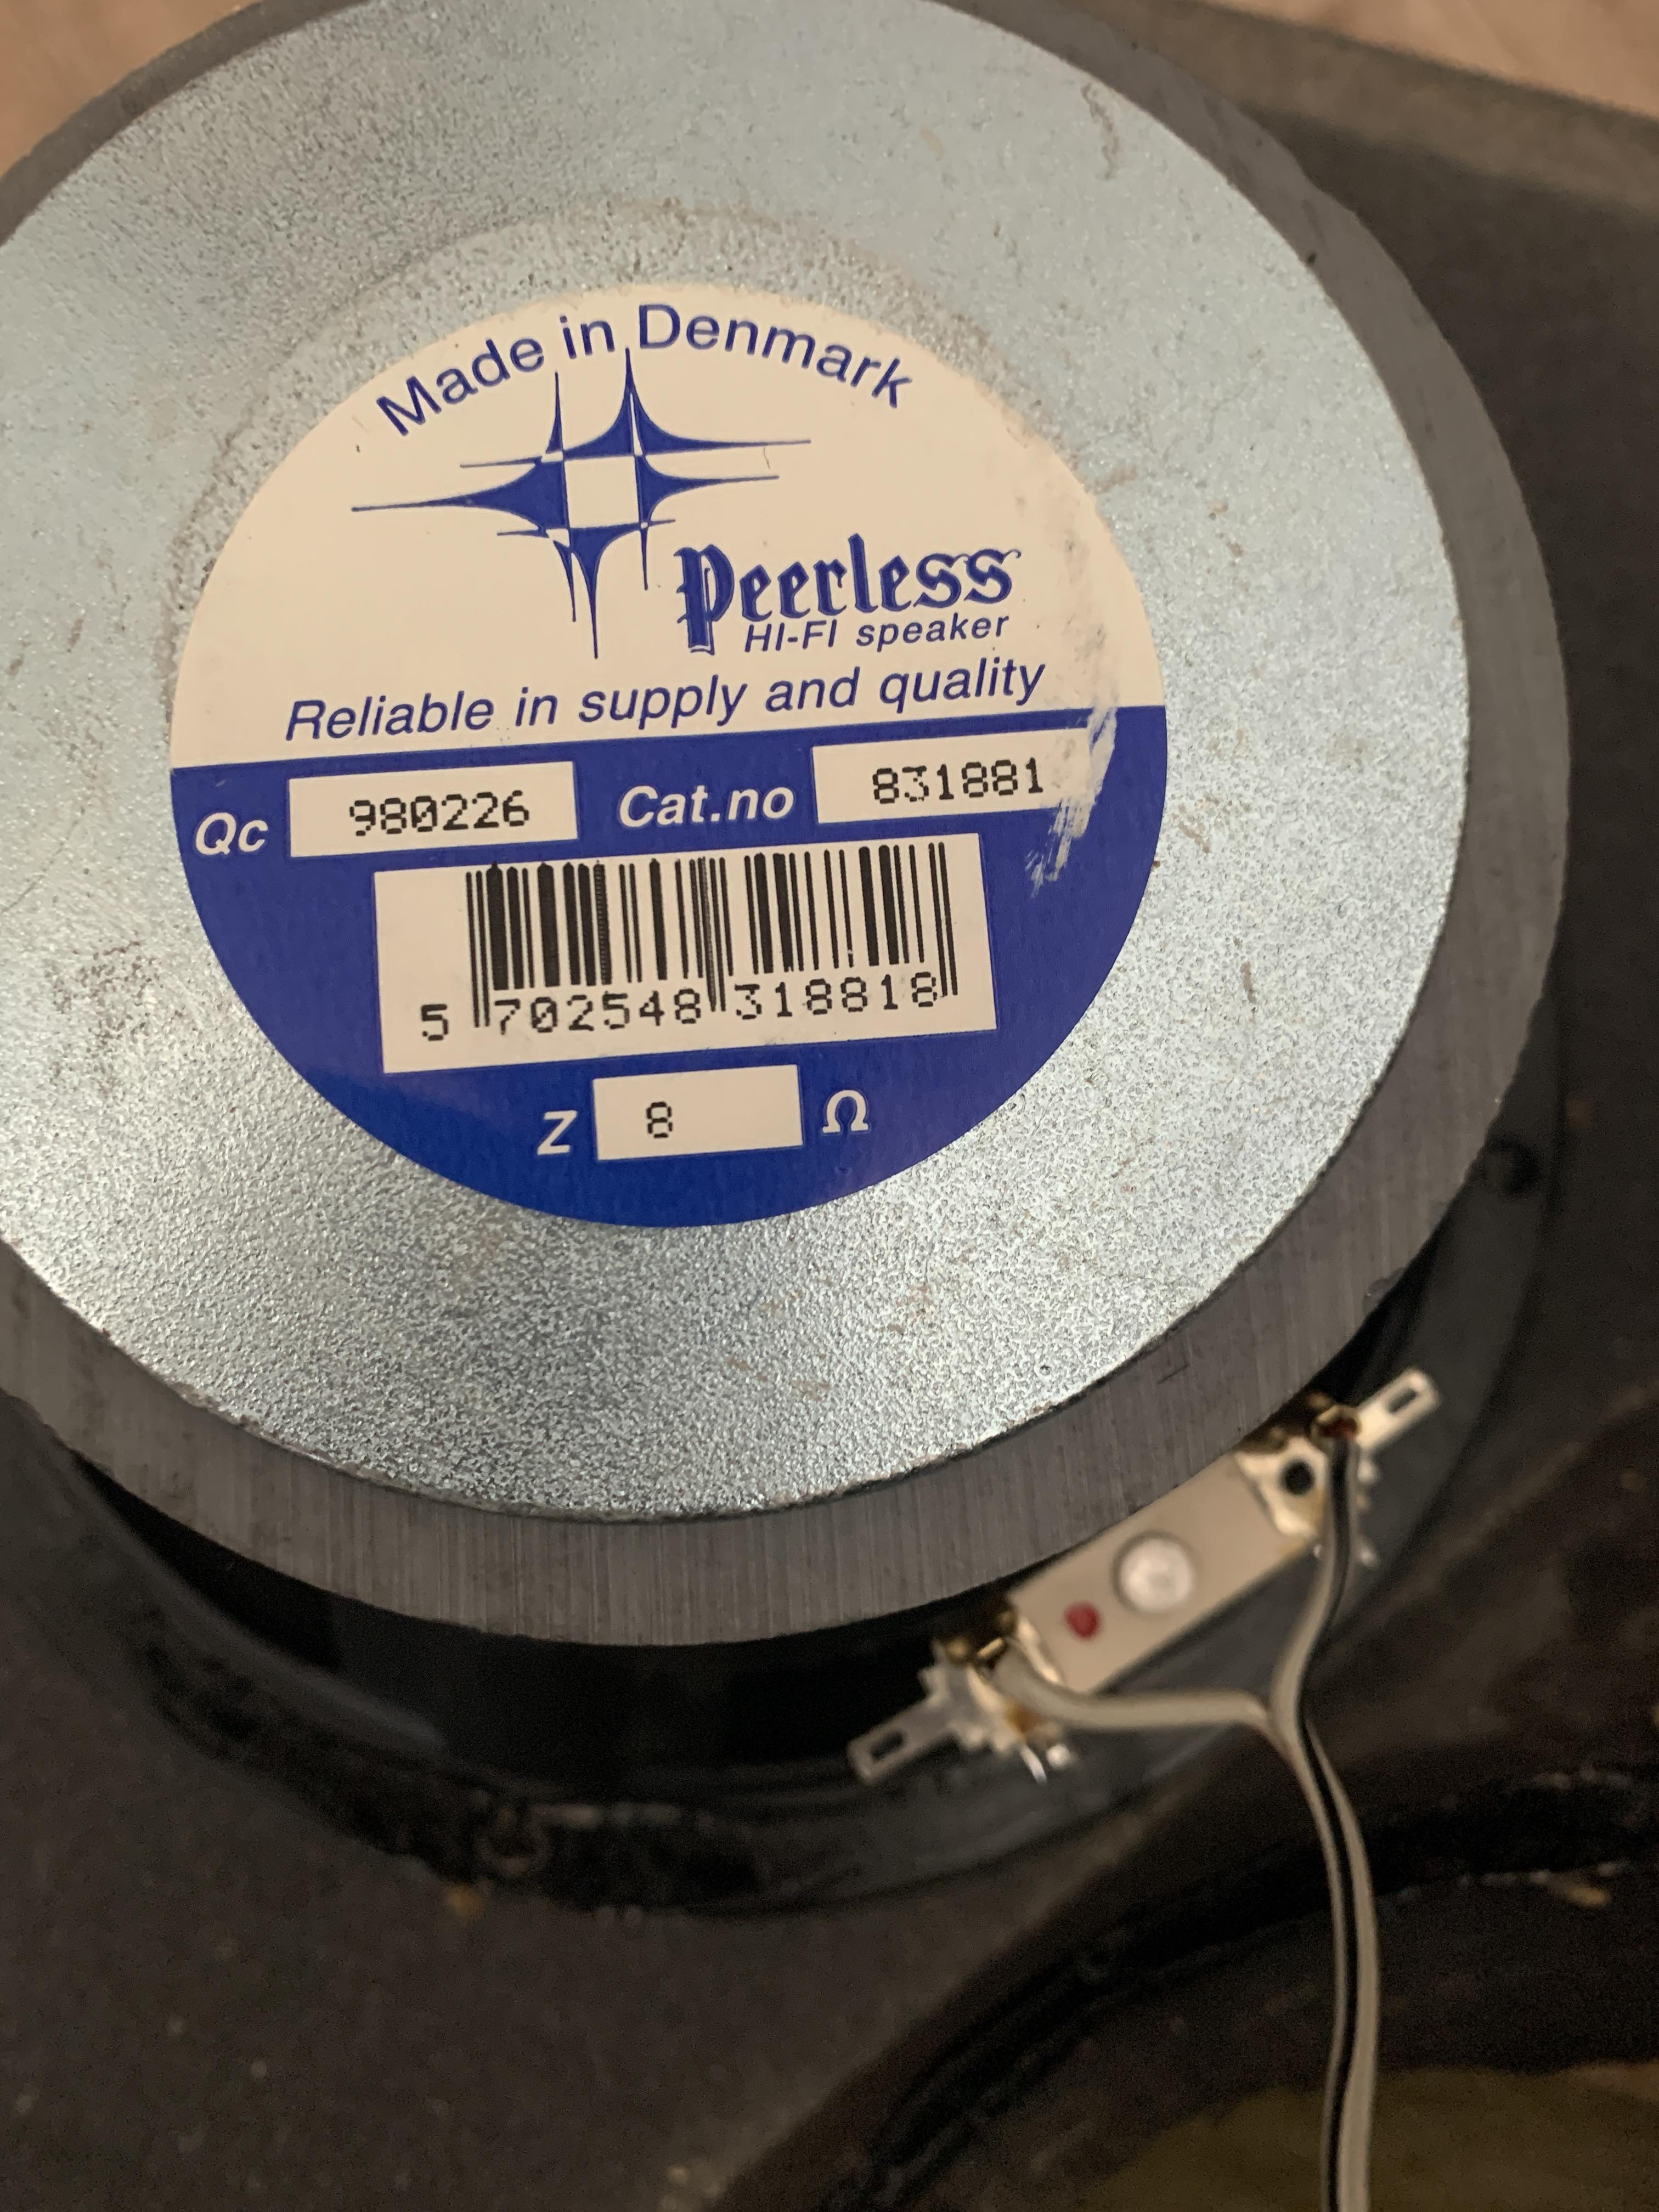 Made in Denmark
Peerless
HI-FI speaker
Reliable in supply and quality
Qc 980226 Cat.no 831881
5 702548 318818
Z 8 Ω